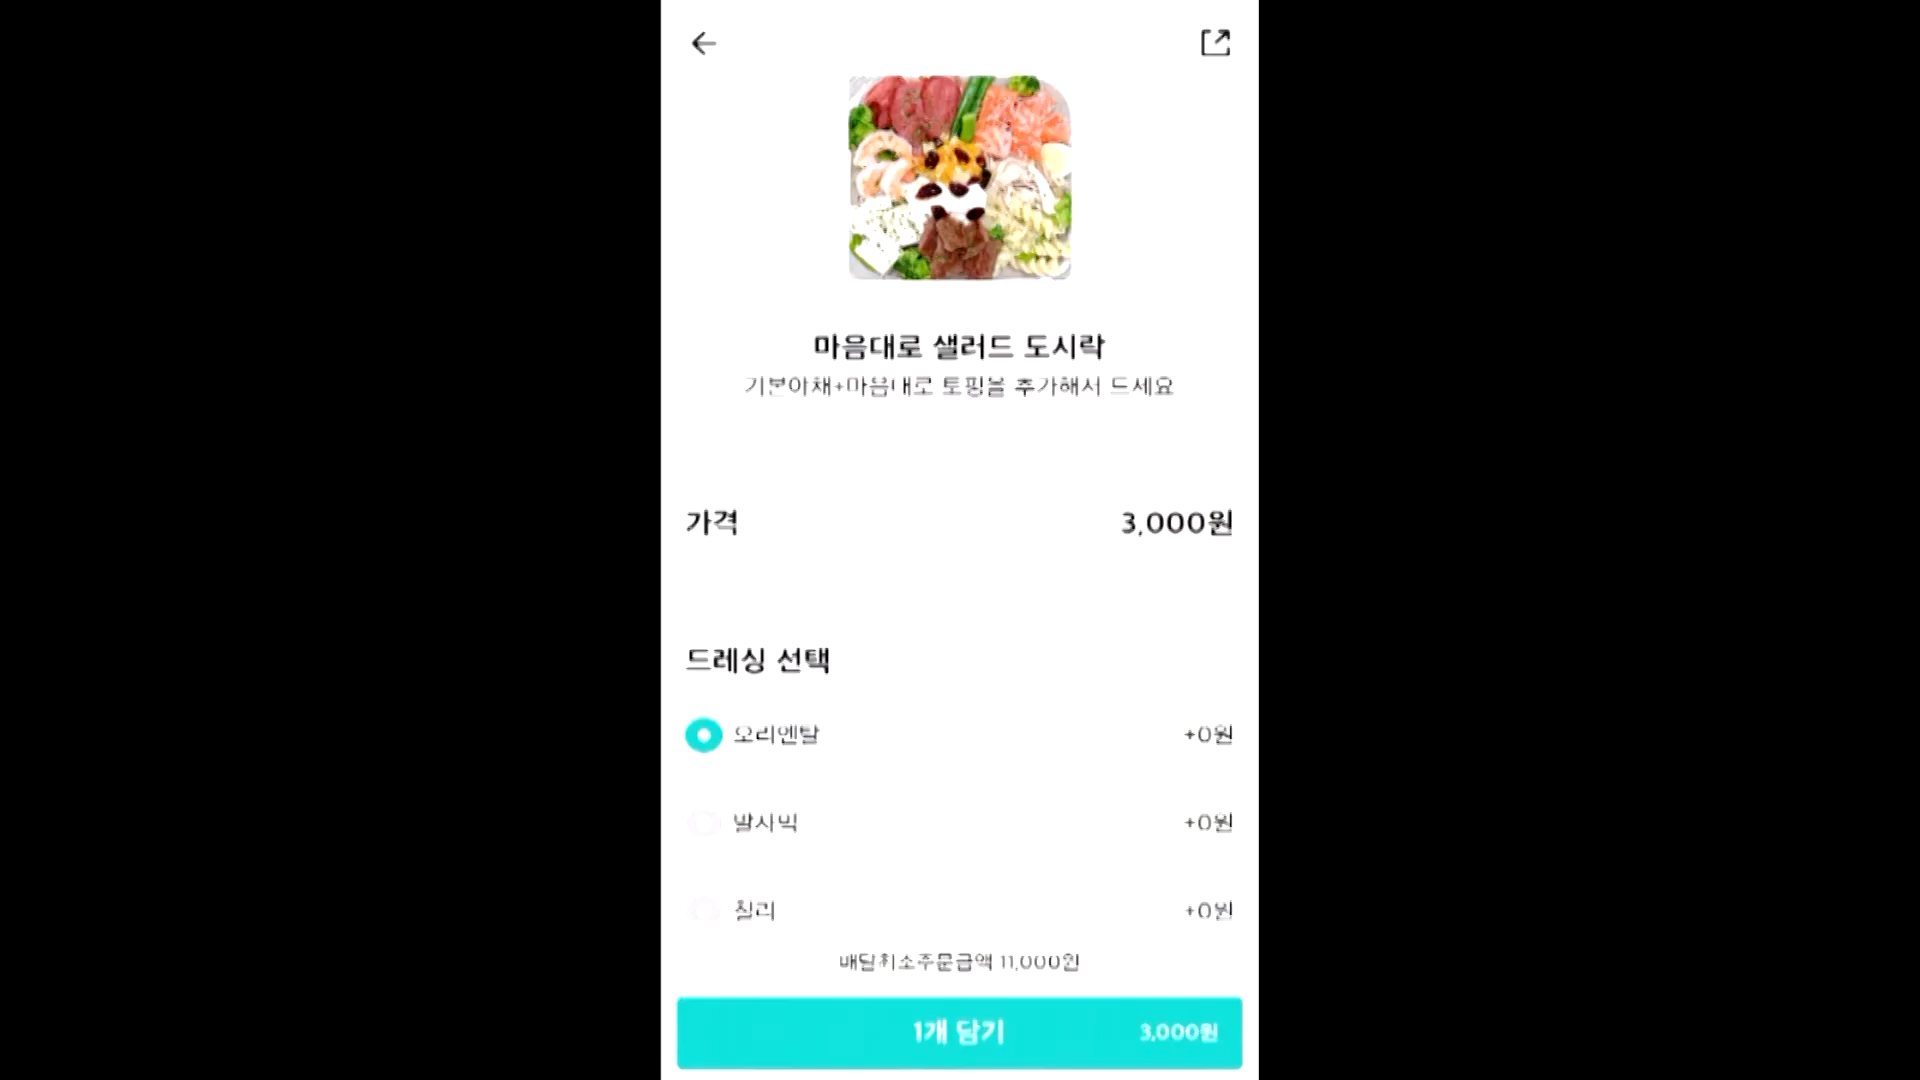 마음대로 샐러드 도시락
기본야채+마음대로 토핑을 추가해서 드세요
가격 3,000원
드레싱 선택
오리엔탈 +0원
발사믹 +0원
칠리 +0원
배달최소주문금액 11,000원
1개 담기 3,000원